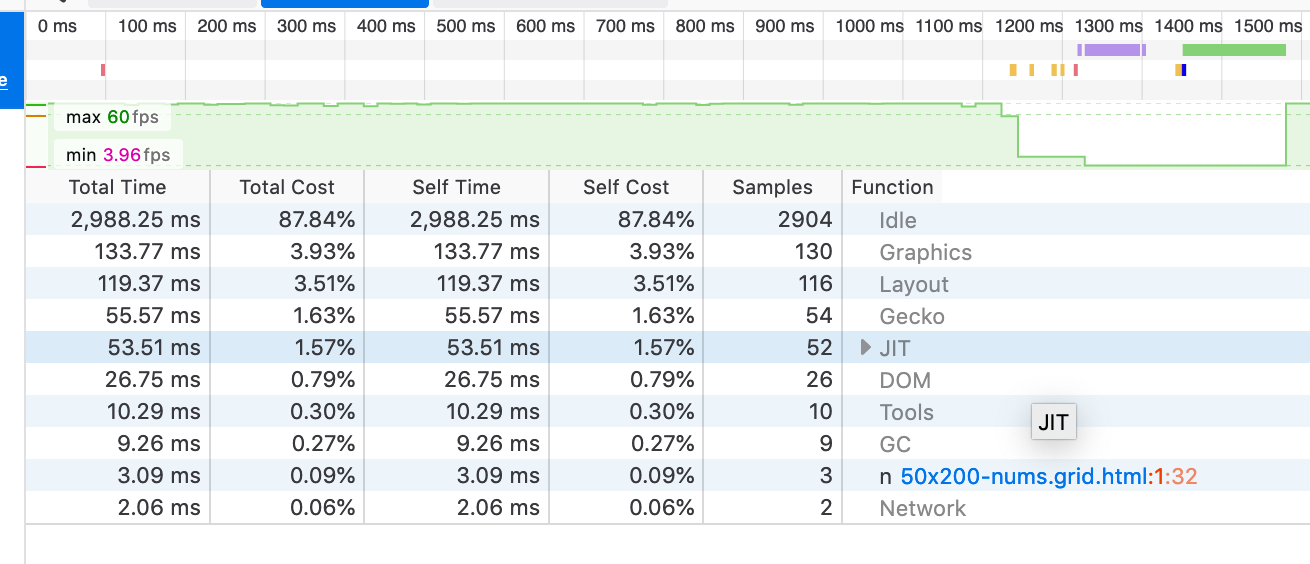 0 ms 100 ms 200 ms 300 ms 400 ms 500 ms 600 ms 700 ms 800 ms 900 ms 1000 ms 1100 ms 1200 ms 1300 ms 1400 ms 1500 ms
e
max 60 fps
min 3.96 fps
Total Time Total Cost Self Time Self Cost Samples Function
2,988.25 ms 87.84% 2,988.25 ms 87.84% 2904 Idle
133.77 ms 3.93% 133.77 ms 3.93% 130 Graphics
119.37 ms 3.51% 119.37 ms 3.51% 116 Layout
55.57 ms 1.63% 55.57 ms 1.63% 54 Gecko
53.51 ms 1.57% 53.51 ms 1.57% 52 JIT
26.75 ms 0.79% 26.75 ms 0.79% 26 DOM
10.29 ms 0.30% 10.29 ms 0.30% 10 Tools
JIT
9.26 ms 0.27% 9.26 ms 0.27% 9 GC
3.09 ms 0.09% 3.09 ms 0.09% 3 n 50x200-nums.grid.html:1:32
2.06 ms 0.06% 2.06 ms 0.06% 2 Network